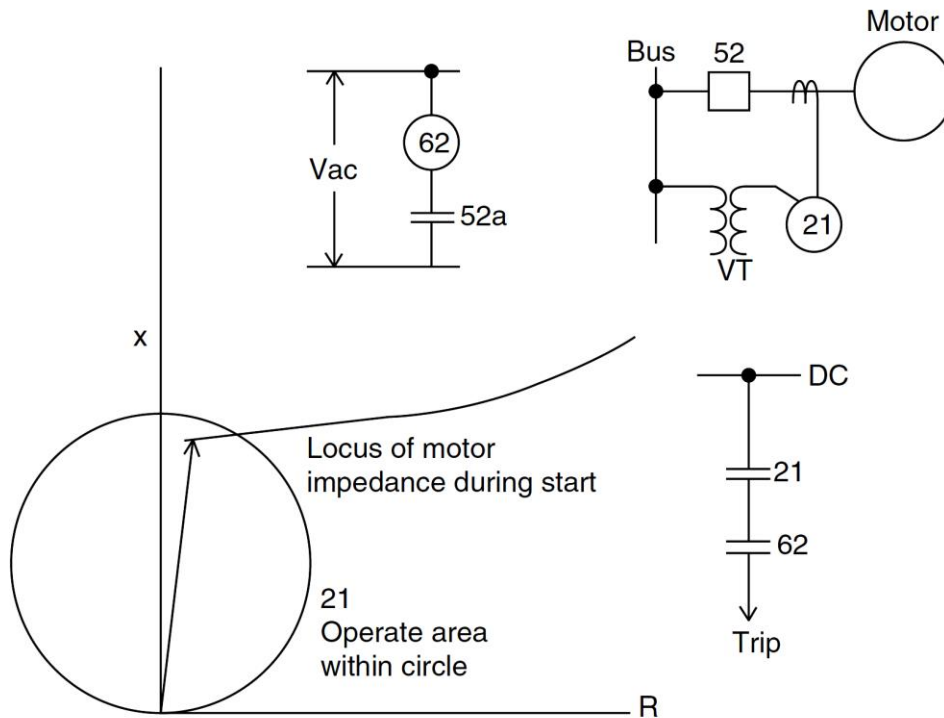 Motor
Bus
52
62
Vac
52a
21
VT
x
DC
Locus of motor
impedance during start
21
62
21
Operate area
within circle
Trip
R